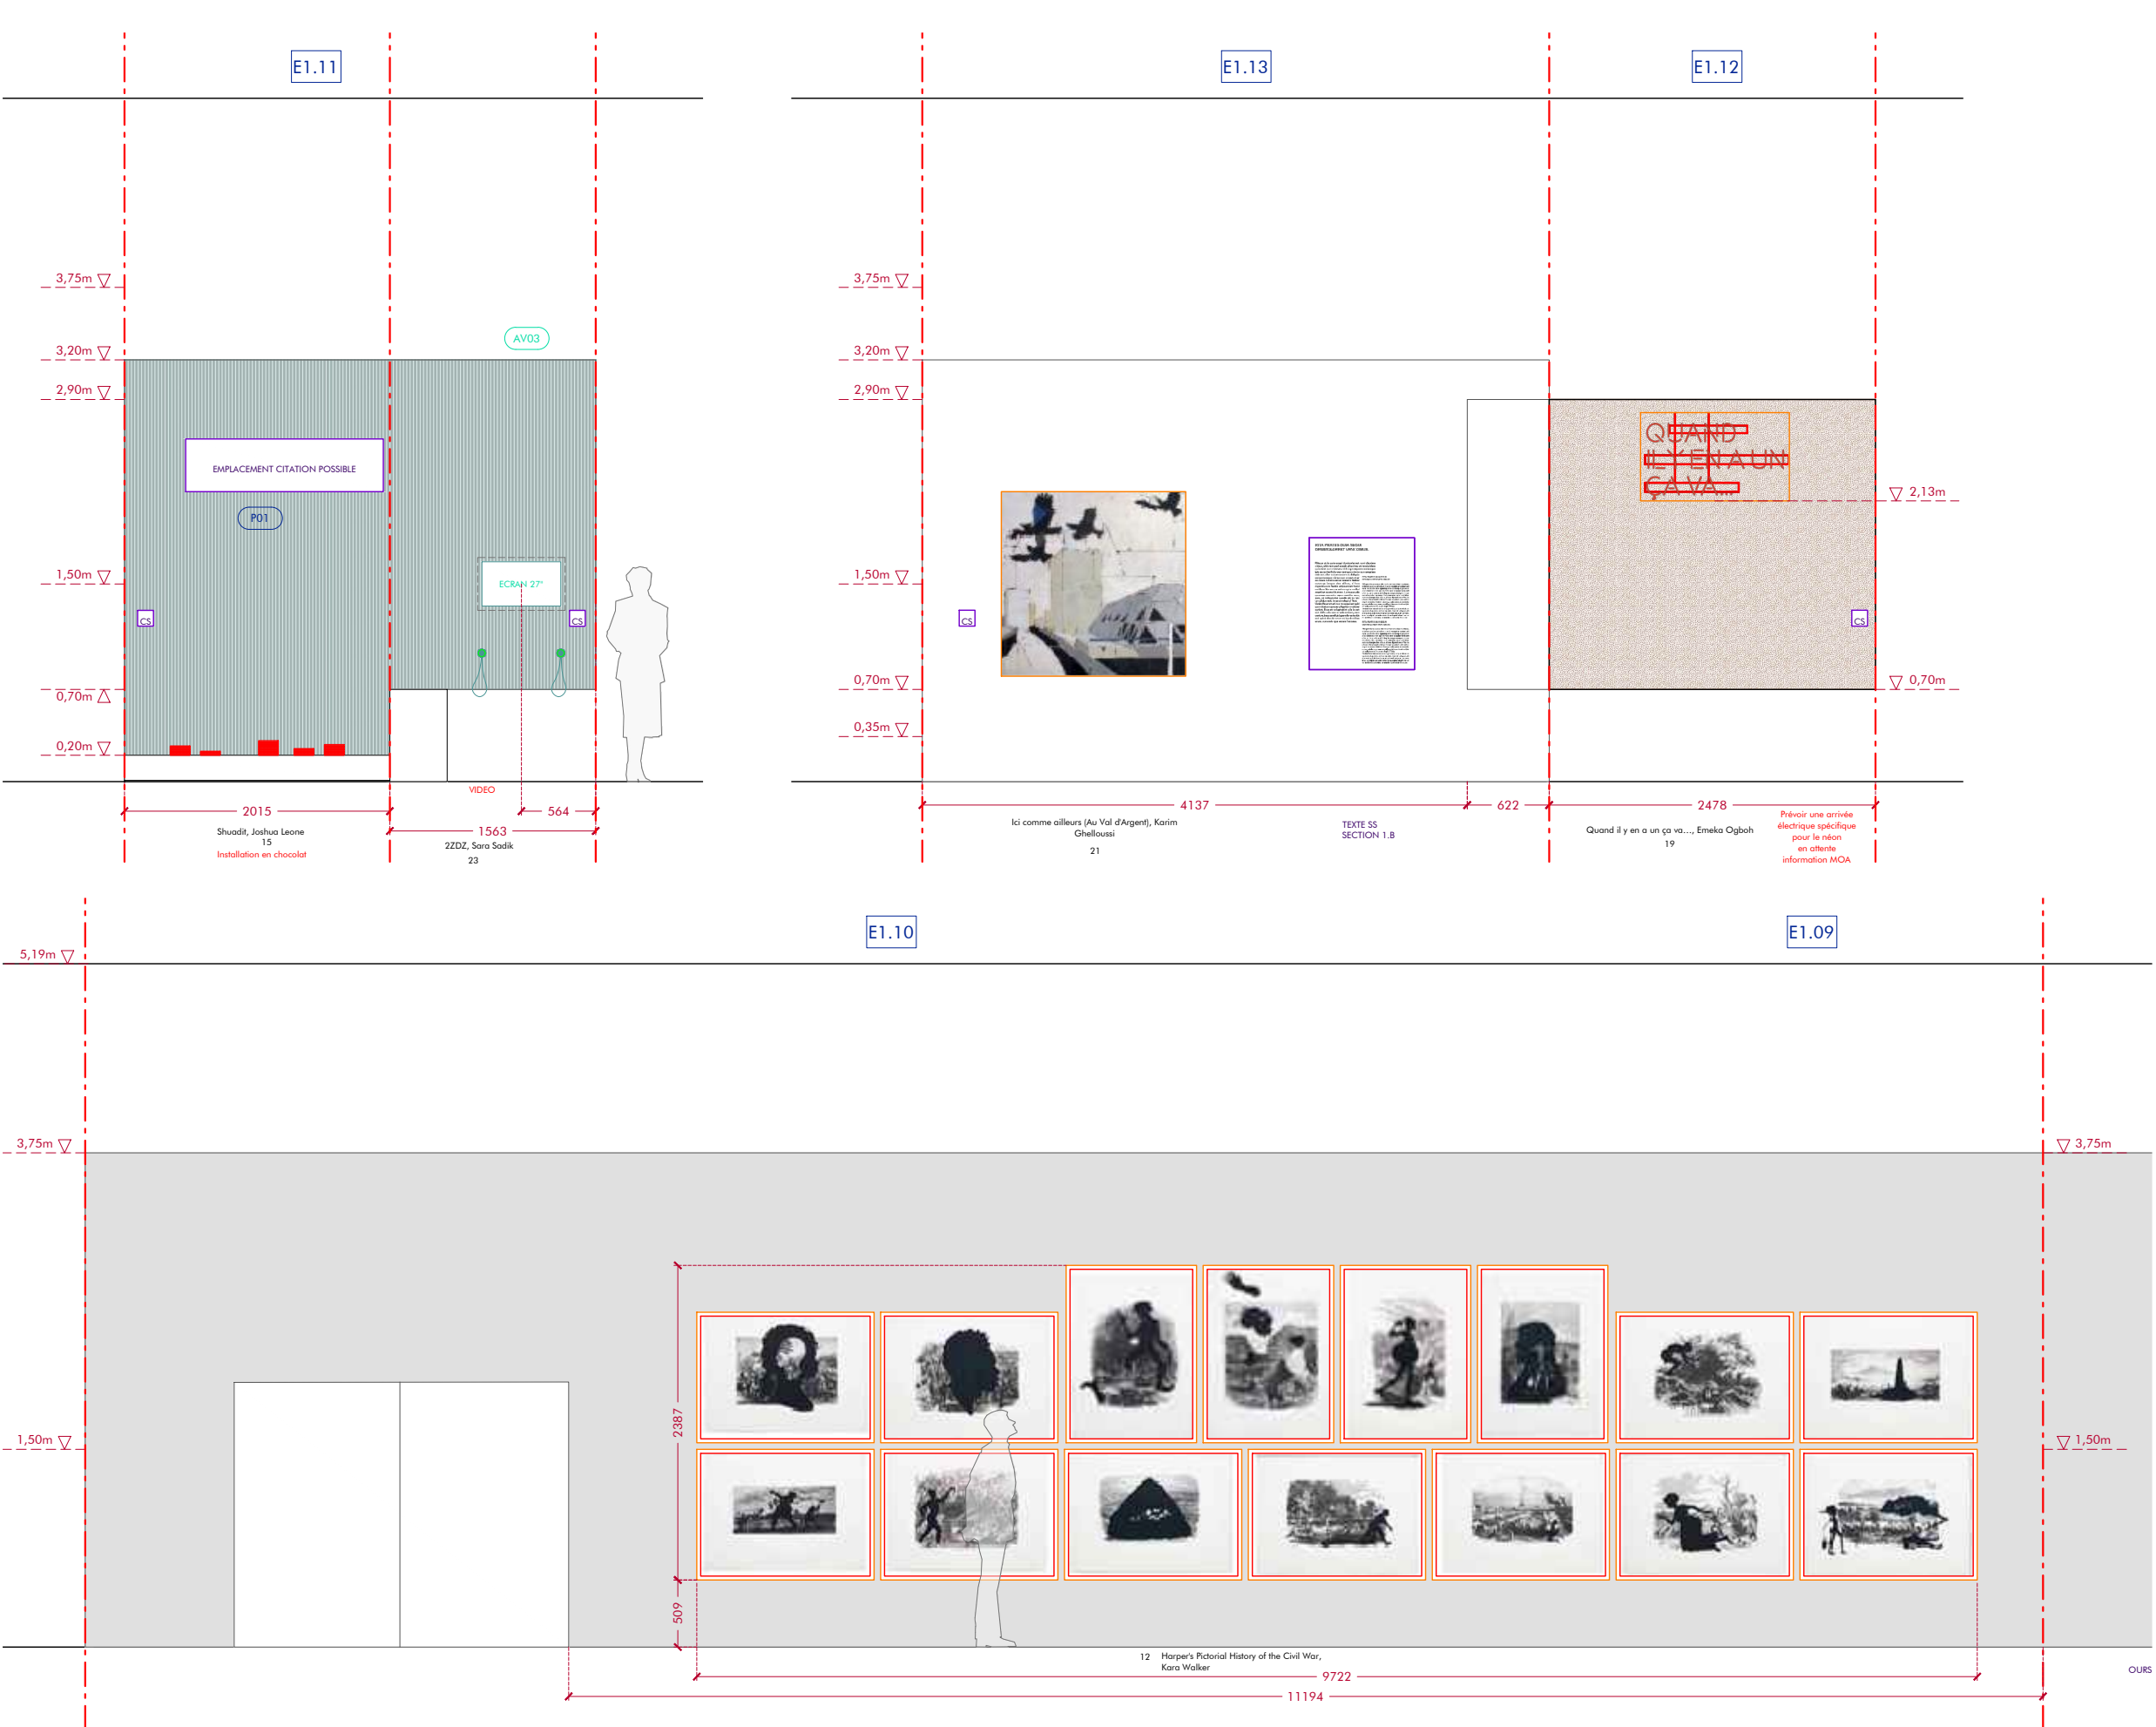 E1.11
E1.13
E1.12
3,75m
3,75m
AV03
3,20m
3,20m
2,90m
2,90m
QUAND
IL Y EN A UN
ÇA VA...
EMPLACEMENT CITATION POSSIBLE
2,13m
P01
1,50m
ECRAN 27"
1,50m
CS
CS
CS
CS
0,70m
0,70m
0,70m
0,35m
0,20m
VIDEO
2015
564
1563
4137
622
2478
Shuadit, Joshua Leone
15
Installation en chocolat
2ZDZ, Sara Sadik
23
Ici comme ailleurs (Au Val d'Argent), Karim
Ghelloussi
21
TEXTE SS
SECTION 1.B
Quand il y en a un ça va..., Emeka Ogboh
19
Prévoir une arrivée
électrique spécifique
pour le néon
en attente
information MOA
E1.10
E1.09
5,19m
3,75m
3,75m
1,50m
1,50m
2387
509
12 Harper's Pictorial History of the Civil War,
Kara Walker
9722
11194
OURS